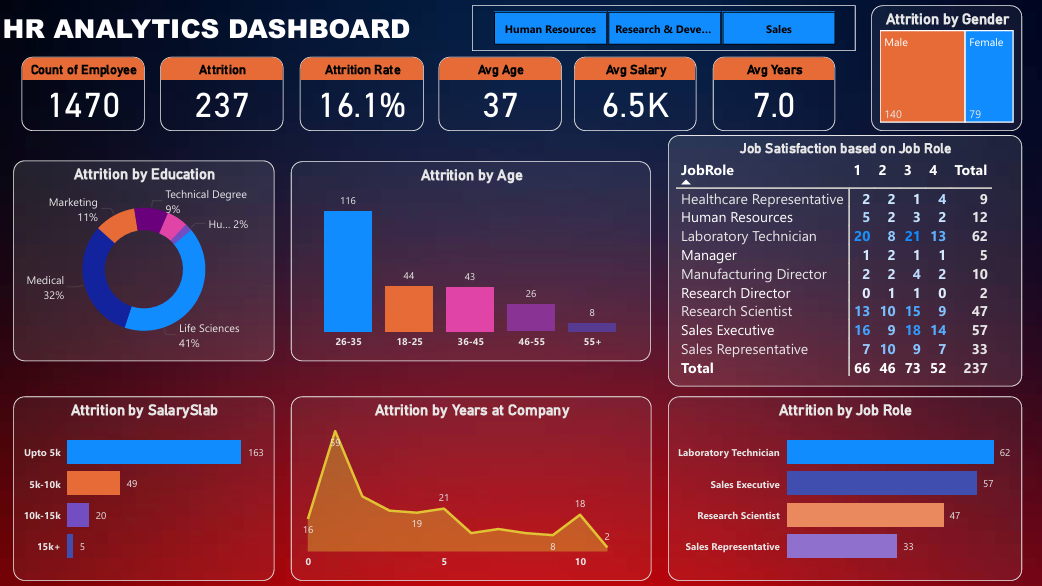 HR ANALYTICS DASHBOARD
Human Resources
Research & Deve...
Sales
Attrition by Gender
Male
Female
140
79
Count of Employee
1470
Attrition
237
Attrition Rate
16.1%
Avg Age
37
Avg Salary
6.5K
Avg Years
7.0
Attrition by Education
Technical Degree
9%
Marketing
11%
Hu... 2%
Medical
32%
Life Sciences
41%
Attrition by Age
116
44
43
26
8
26-35 18-25 36-45 46-55 55+
Job Satisfaction based on Job Role
JobRole 1 2 3 4 Total
Healthcare Representative 2 2 1 4 9
Human Resources 5 2 3 2 12
Laboratory Technician 20 8 21 13 62
Manager 1 2 1 1 5
Manufacturing Director 2 2 4 2 10
Research Director 0 1 1 0 2
Research Scientist 13 10 15 9 47
Sales Executive 16 9 18 14 57
Sales Representative 7 10 9 7 33
Total 66 46 73 52 237
Attrition by SalarySlab
Upto 5k 163
5k-10k 49
10k-15k 20
15k+ 5
Attrition by Years at Company
16
19
21
8
18
2
0 5 10
Attrition by Job Role
Laboratory Technician 62
Sales Executive 57
Research Scientist 47
Sales Representative 33